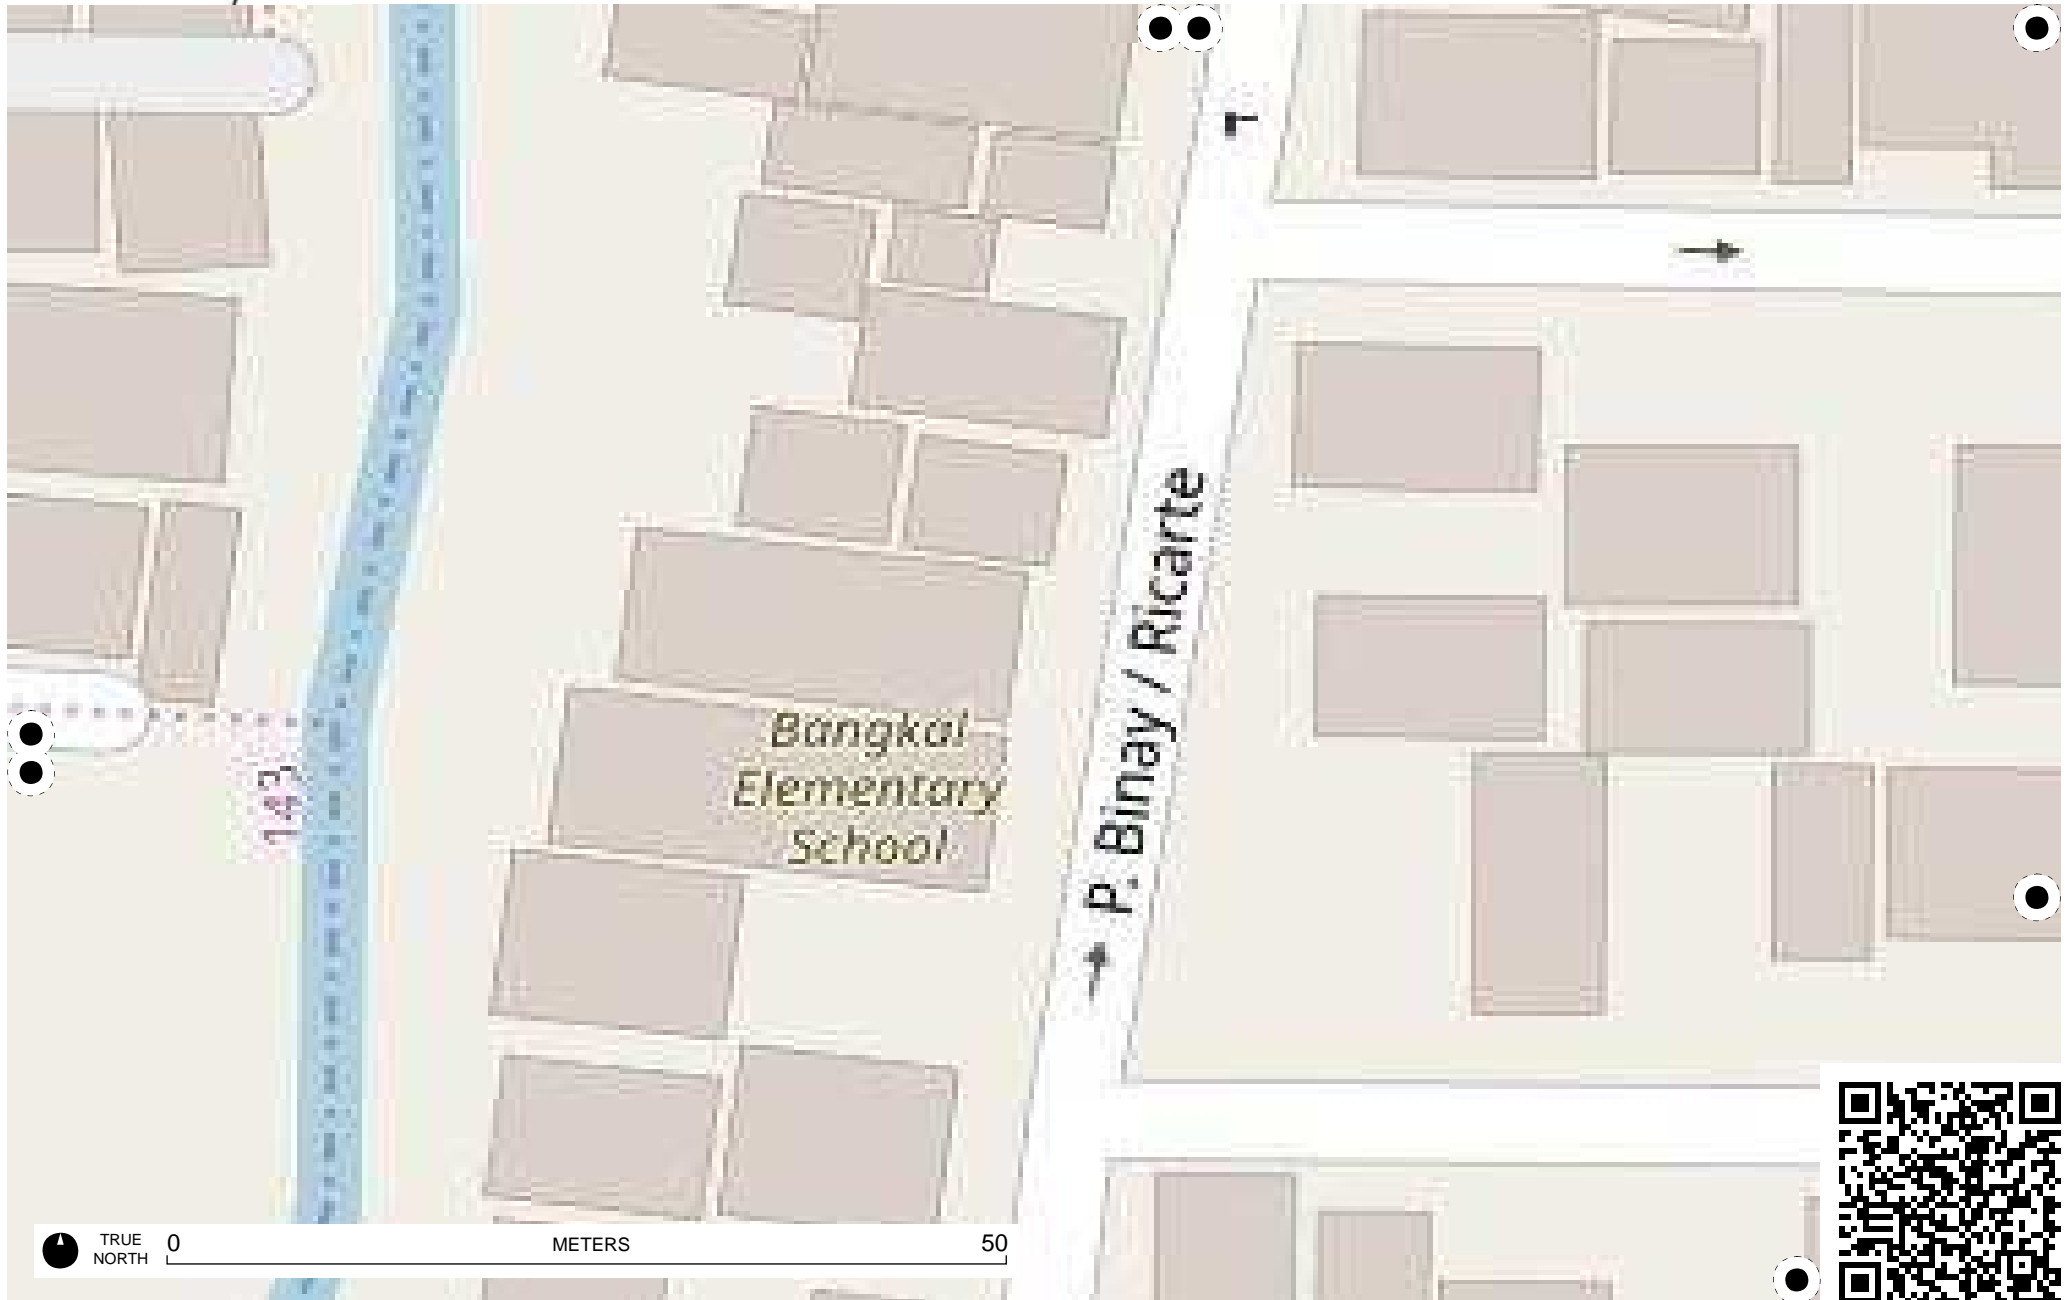 P. Binay / Ricarte
Bangkal
Elementary
School
143
TRUE
NORTH
0
METERS
50